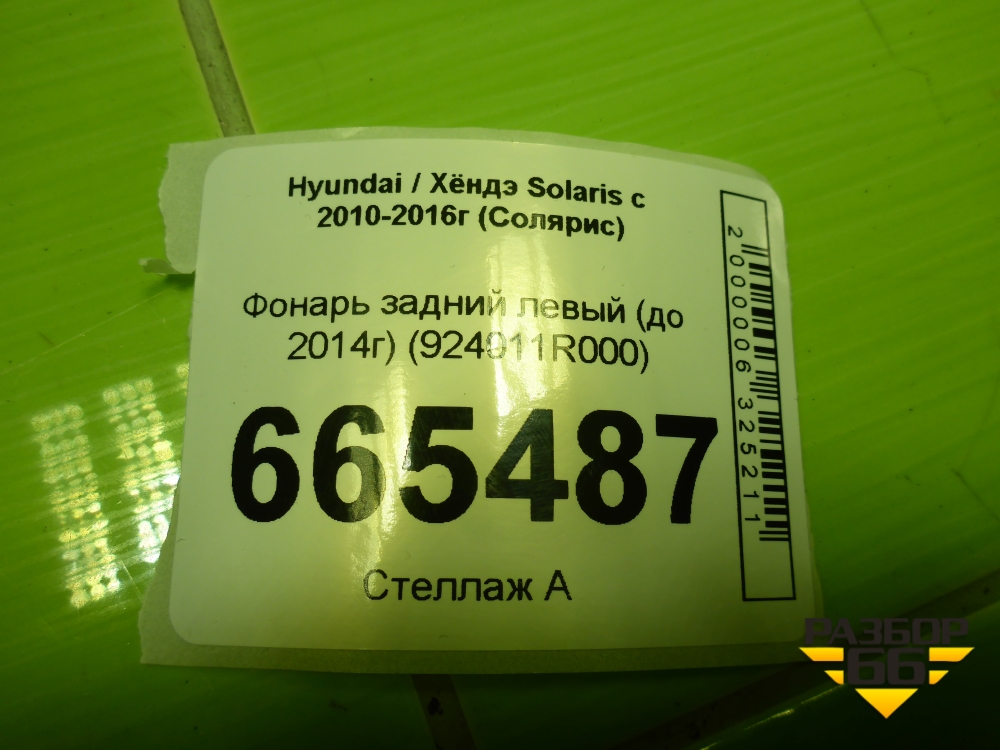 Hyundai / Хёндэ Solaris с
2010-2016г (Солярис)
Фонарь задний левый (до
2014г) (924011R000)
665487
Стеллаж А
2000006325211
РАЗБОР
66